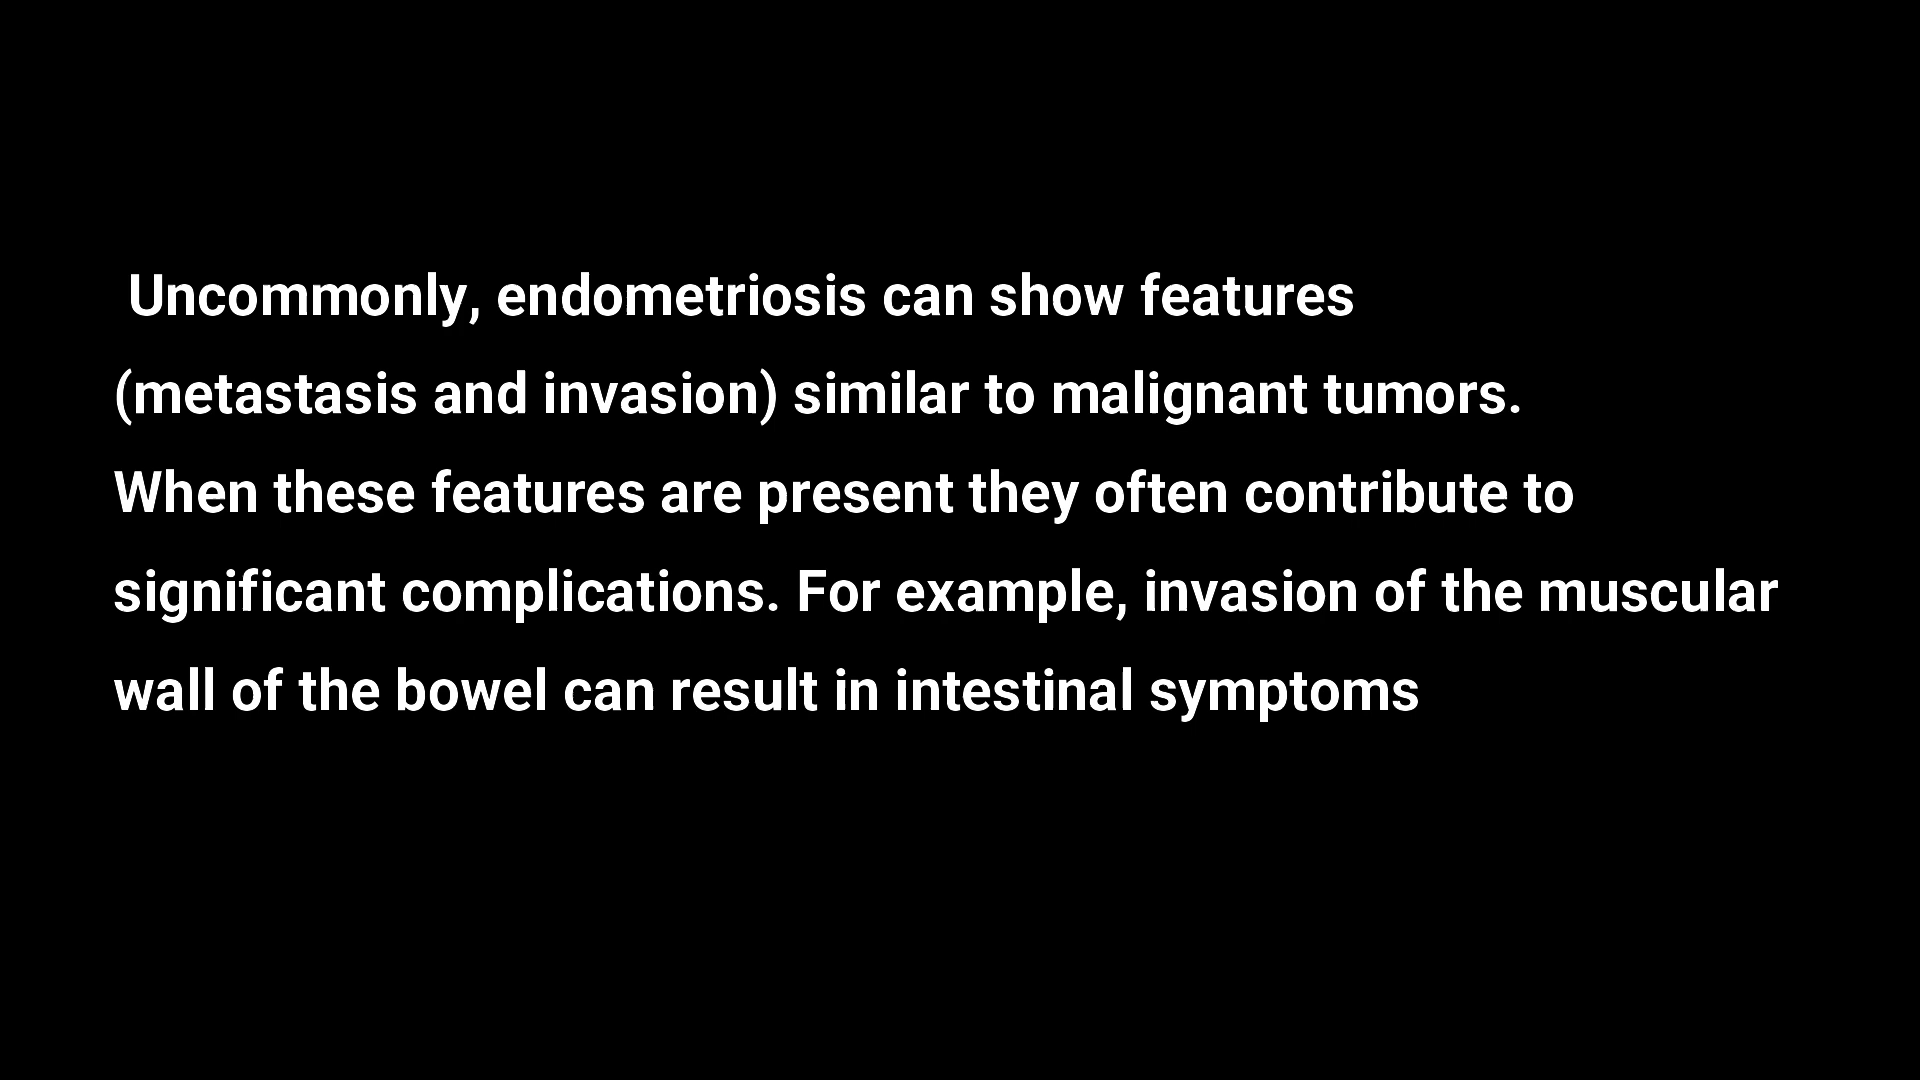 Uncommonly, endometriosis can show features
(metastasis and invasion) similar to malignant tumors.
When these features are present they often contribute to
significant complications. For example, invasion of the muscular
wall of the bowel can result in intestinal symptoms